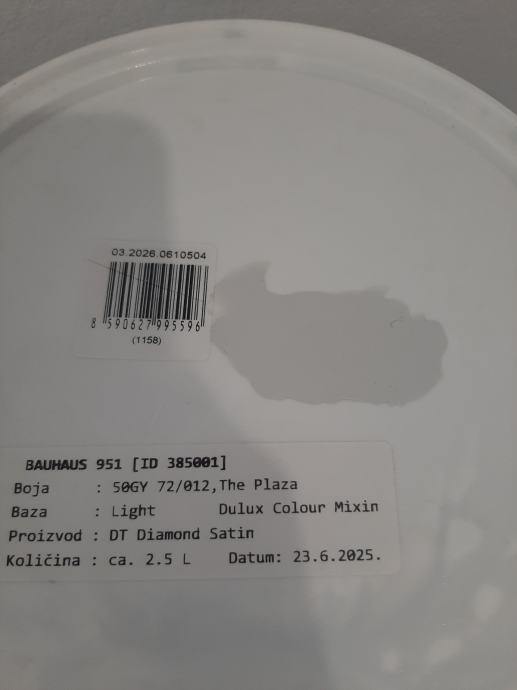 03.2026.0610504
8 590627 995596
(1158)
BAUHAUS 951 [ID 385001]
Boja : 50GY 72/012,The Plaza
Baza : Light Dulux Colour Mixin
Proizvod : DT Diamond Satin
Količina : ca. 2.5 L Datum: 23.6.2025.